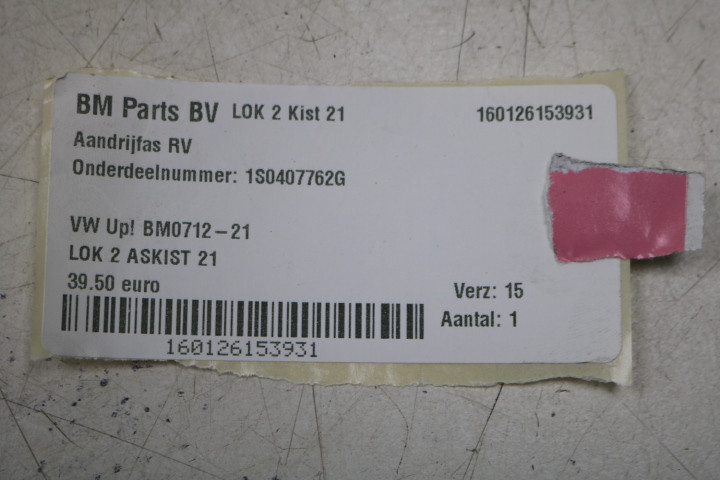 BM Parts BV LOK 2 Kist 21 160126153931
Aandrijfas RV
Onderdeelnummer: 1S0407762G
VW Up! BM0712-21
LOK 2 ASKIST 21
39.50 euro
Verz: 15
Aantal: 1
160126153931